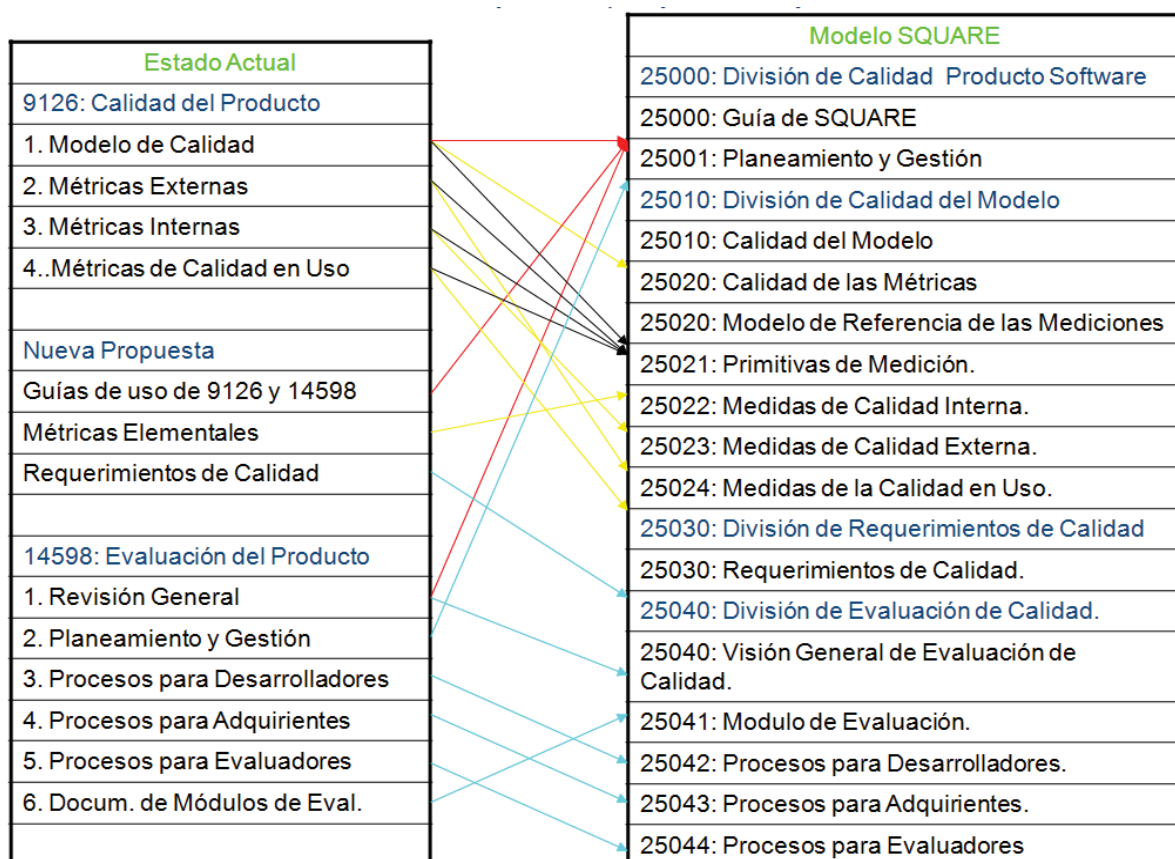 Estado Actual
9126: Calidad del Producto
1. Modelo de Calidad
2. Métricas Externas
3. Métricas Internas
4..Métricas de Calidad en Uso
Nueva Propuesta
Guías de uso de 9126 y 14598
Métricas Elementales
Requerimientos de Calidad
14598: Evaluación del Producto
1. Revisión General
2. Planeamiento y Gestión
3. Procesos para Desarrolladores
4. Procesos para Adquirientes
5. Procesos para Evaluadores
6. Docum. de Módulos de Eval.
Modelo SQUARE
25000: División de Calidad Producto Software
25000: Guía de SQUARE
25001: Planeamiento y Gestión
25010: División de Calidad del Modelo
25010: Calidad del Modelo
25020: Calidad de las Métricas
25020: Modelo de Referencia de las Mediciones
25021: Primitivas de Medición.
25022: Medidas de Calidad Interna.
25023: Medidas de Calidad Externa.
25024: Medidas de la Calidad en Uso.
25030: División de Requerimientos de Calidad
25030: Requerimientos de Calidad.
25040: División de Evaluación de Calidad.
25040: Visión General de Evaluación de
Calidad.
25041: Modulo de Evaluación.
25042: Procesos para Desarrolladores.
25043: Procesos para Adquirientes.
25044: Procesos para Evaluadores